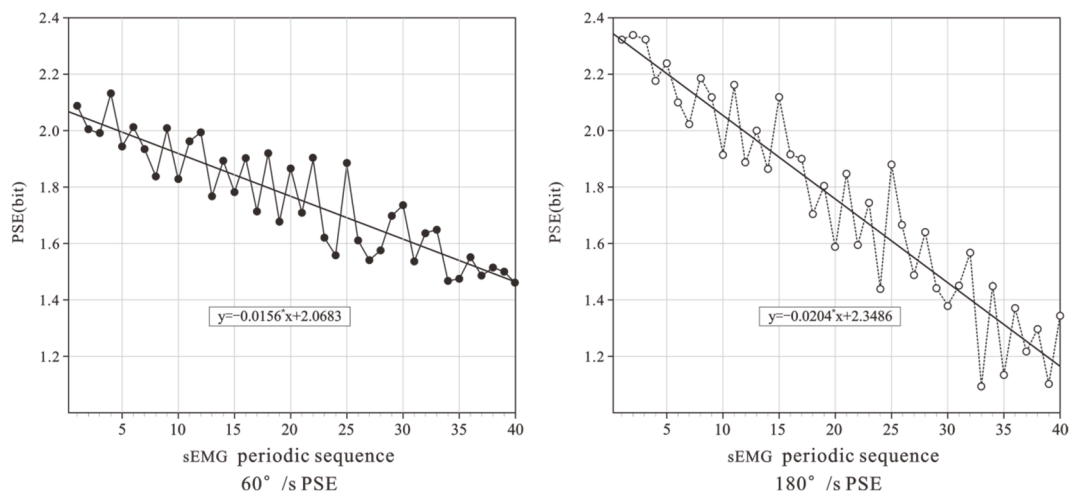 2.4
2.2
2.0
1.8
1.6
1.4
1.2
PSE(bit)
y=−0.0156*x+2.0683
5 10 15 20 25 30 35 40
sEMG periodic sequence
60° /s PSE
2.4
2.2
2.0
1.8
1.6
1.4
1.2
PSE(bit)
y=−0.0204*x+2.3486
5 10 15 20 25 30 35 40
sEMG periodic sequence
180° /s PSE